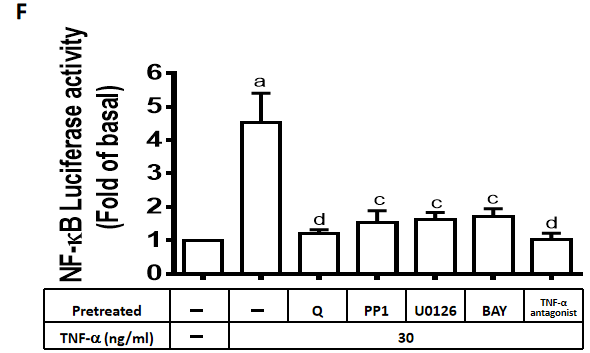 F
NF-κB Luciferase activity
(Fold of basal)
6
5
4
3
2
1
0
a
d
c
c
c
d
Pretreated – – Q PP1 U0126 BAY TNF-α antagonist
TNF-α (ng/ml) – 30